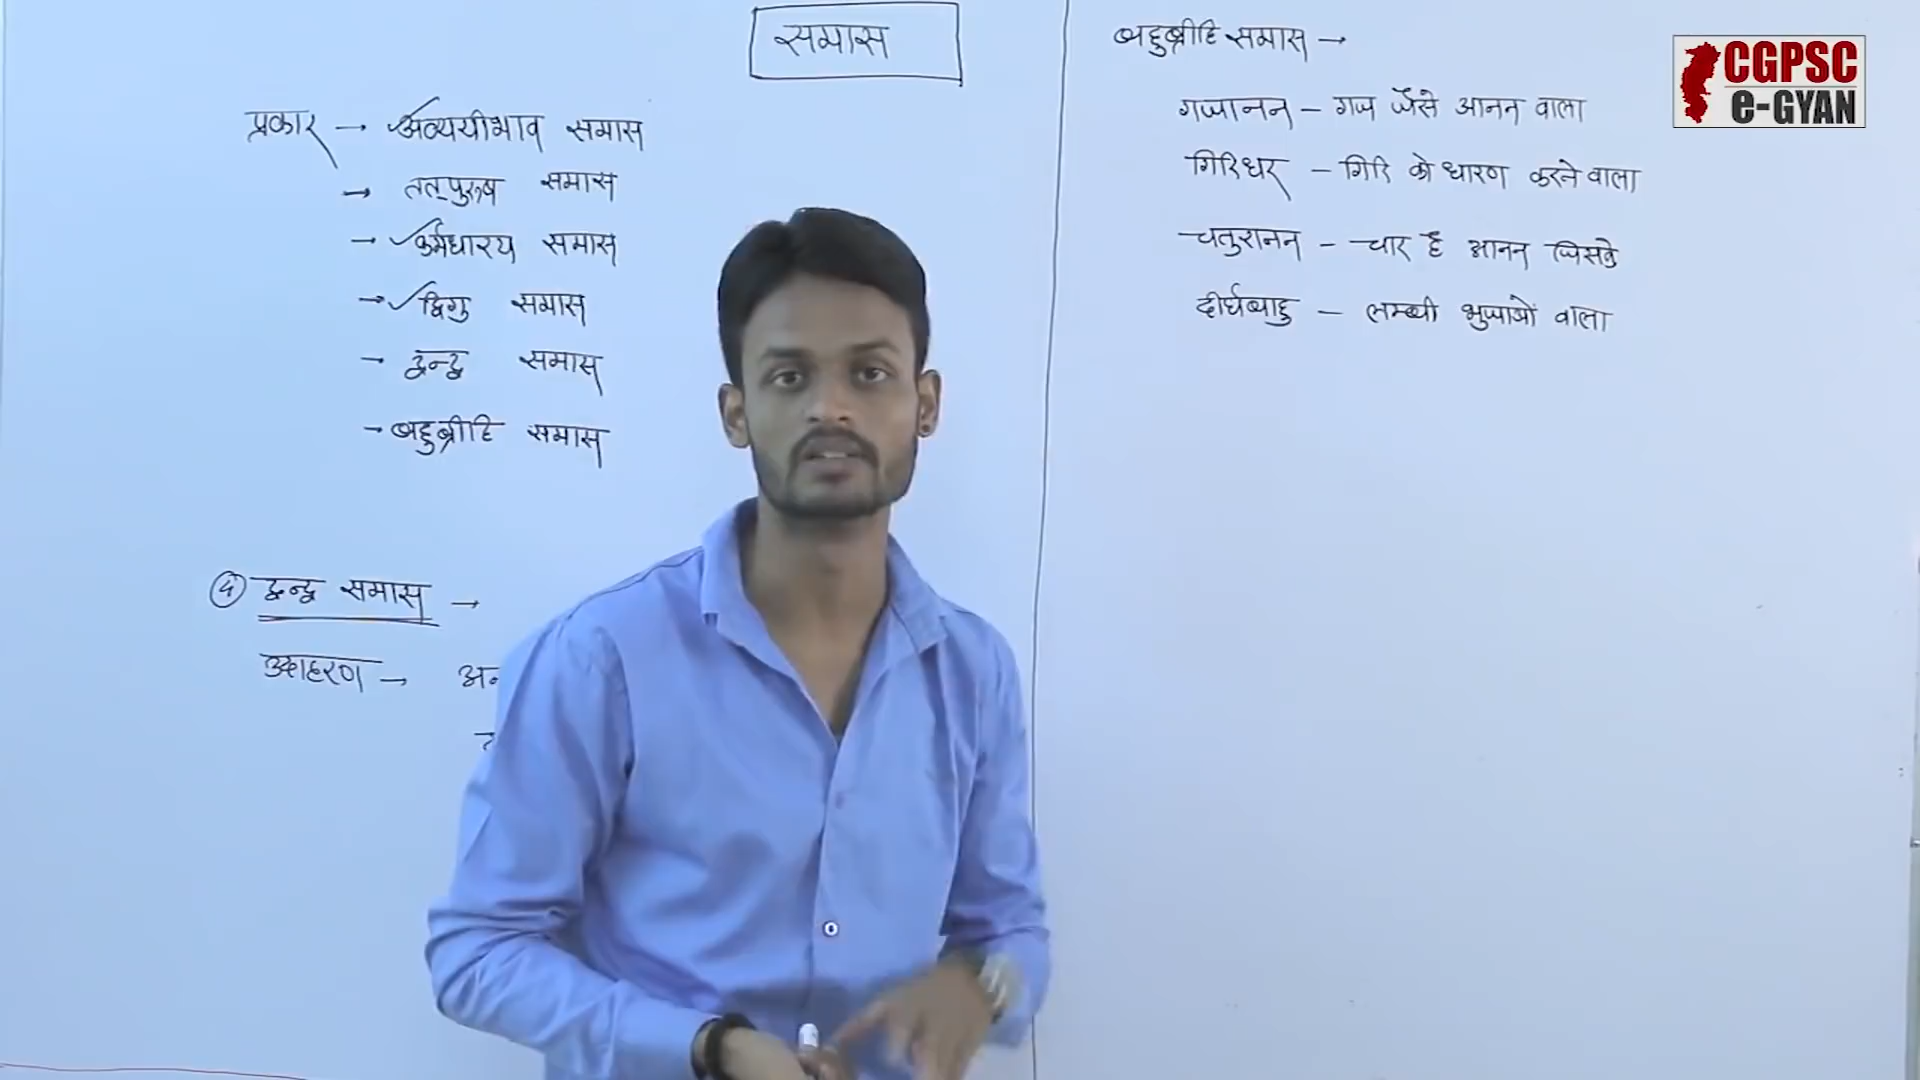 समास
प्रकार → अव्ययीभाव समास
→ तत्पुरुष समास
→ कर्मधारय समास
→ द्विगु समास
→ द्वन्द्व समास
→ बहुब्रीहि समास
द्वन्द्व समास →
उदाहरण →
बहुब्रीहि समास →
गजानन – गज जैसे आनन वाला
गिरिधर – गिरि को धारण करने वाला
चतुरानन – चार है आनन जिसके
दीर्घबाहु – लम्बी भुजाओं वाला
CGPSC
e-GYAN